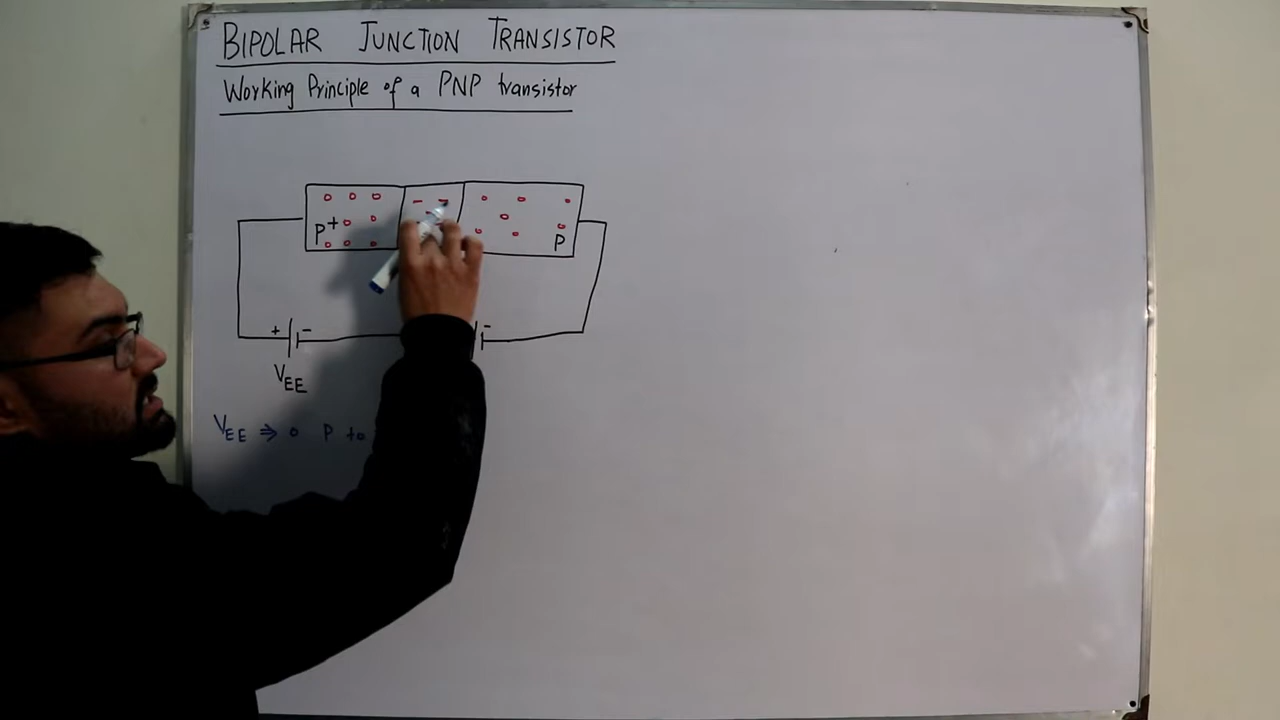 BIPOLAR JUNCTION TRANSISTOR
Working Principle of a PNP transistor
P+ P
+ - -
VEE
VEE ⇒ o P to